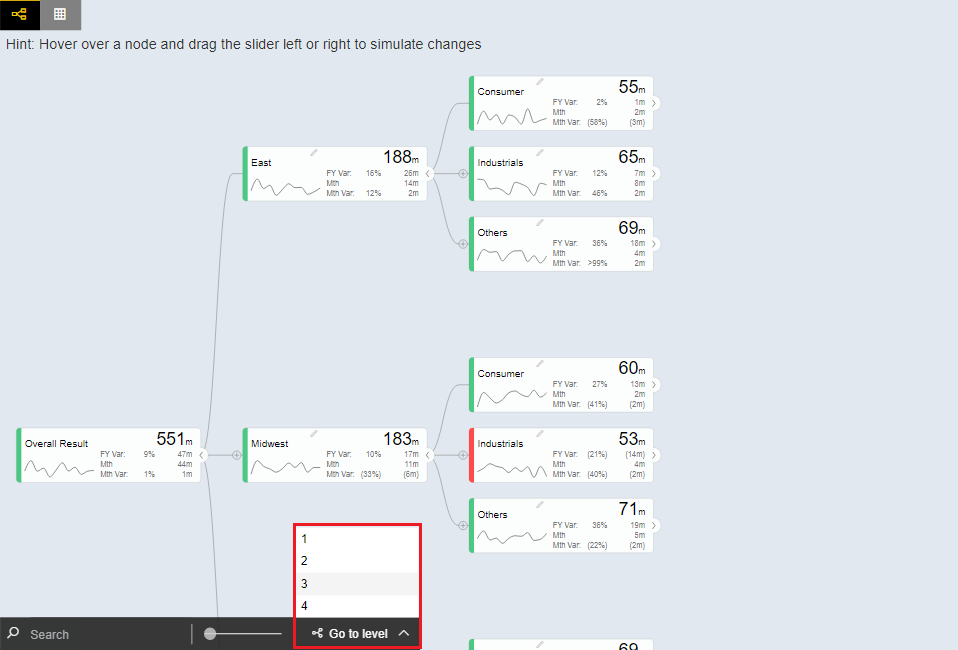 Hint: Hover over a node and drag the slider left or right to simulate changes
Consumer 55m
FY Var: 2% 1m
Mth 2m
Mth Var: (58%) (3m)
East 188m
FY Var: 16% 26m
Mth 14m
Mth Var: 12% 2m
Industrials 65m
FY Var: 12% 7m
Mth 8m
Mth Var: 46% 2m
Others 69m
FY Var: 36% 18m
Mth 4m
Mth Var: >99% 2m
Consumer 60m
FY Var: 27% 13m
Mth 2m
Mth Var: (41%) (2m)
Overall Result 551m
FY Var: 9% 47m
Mth 44m
Mth Var: 1% 1m
Midwest 183m
FY Var: 10% 17m
Mth 11m
Mth Var: (33%) (6m)
Industrials 53m
FY Var: (21%) (14m)
Mth 4m
Mth Var: (40%) (2m)
Others 71m
FY Var: 36% 19m
Mth 5m
Mth Var: (22%) (2m)
1
2
3
4
Search
Go to level